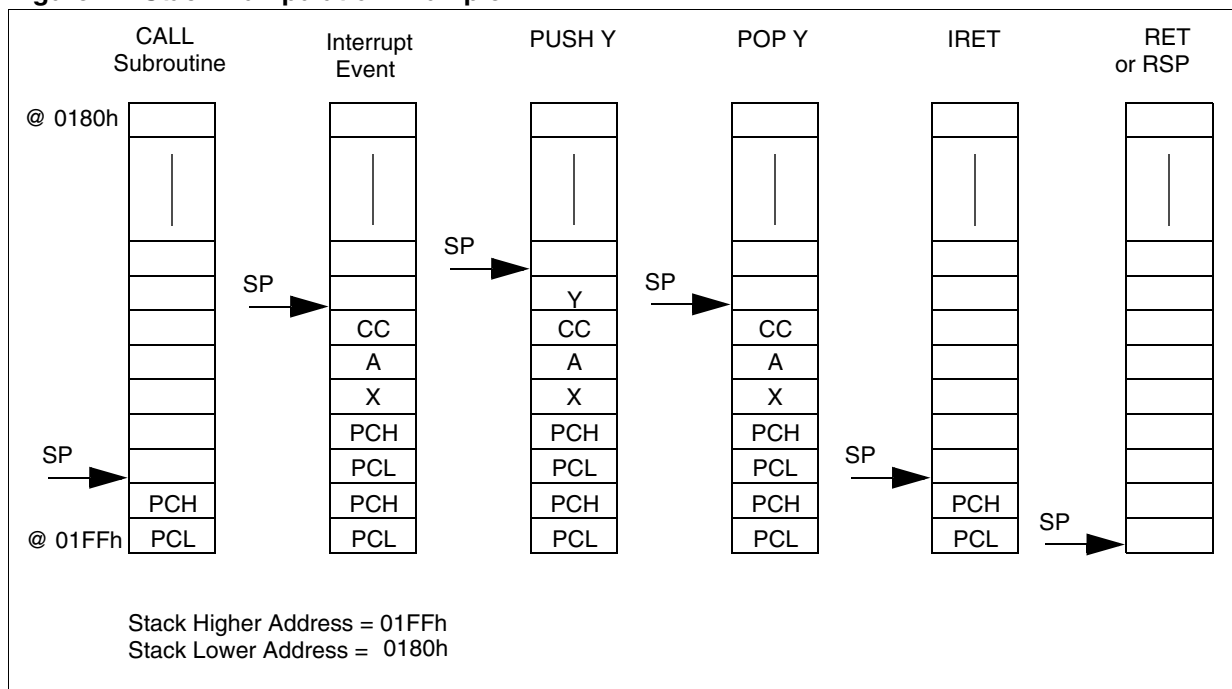 CALL
Subroutine
Interrupt
Event
PUSH Y
POP Y
IRET
RET
or RSP
@ 0180h
SP
SP
SP
Y
CC
CC
CC
A
A
A
X
X
X
PCH
PCH
PCH
SP
PCL
PCL
PCL
SP
PCH
PCH
PCH
PCH
PCH
SP
@ 01FFh
PCL
PCL
PCL
PCL
PCL
Stack Higher Address = 01FFh
Stack Lower Address = 0180h